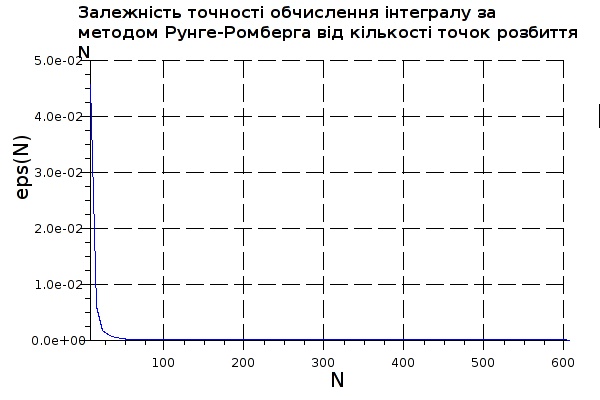 Залежність точності обчислення інтегралу за
методом Рунге-Ромберга від кількості точок розбиття
N
5.0e-02
4.0e-02
3.0e-02
2.0e-02
1.0e-02
0.0e+00
eps(N)
100 200 300 400 500 600
N